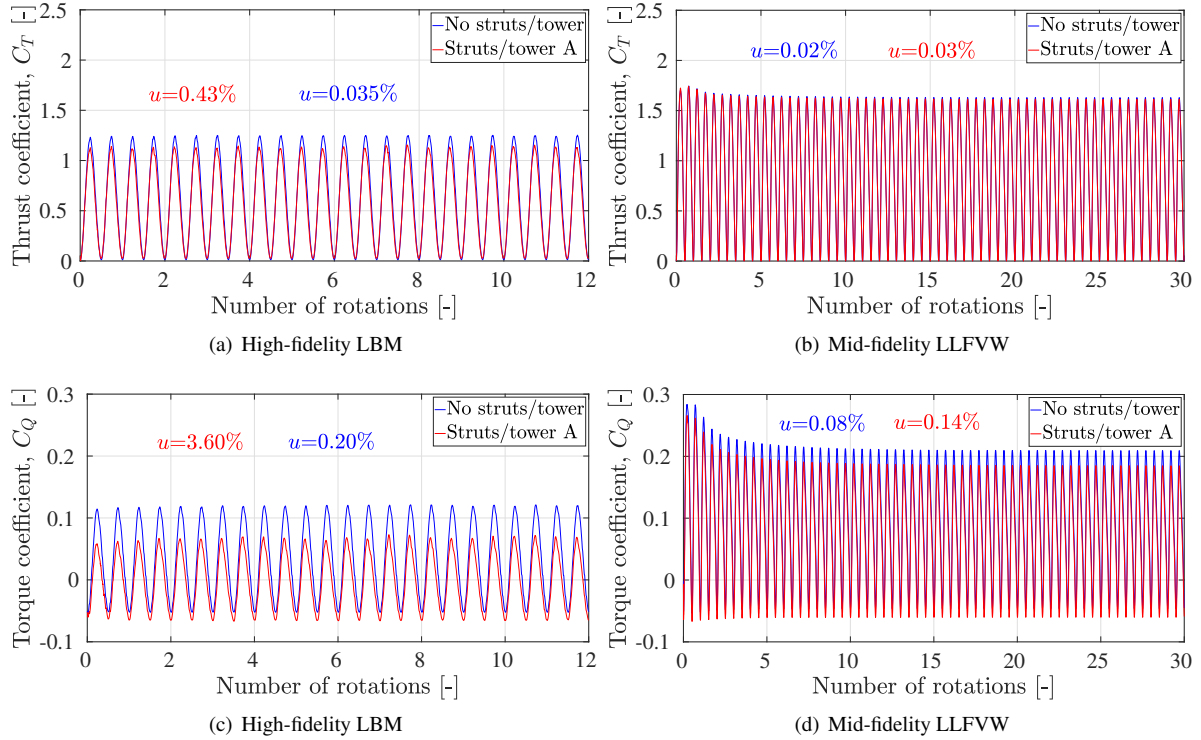 2.5
2
1.5
1
0.5
0
Thrust coefficient, C_T [-]
No struts/tower
Struts/tower A
u=0.43%
u=0.035%
0 2 4 6 8 10 12
Number of rotations [-]
(a) High-fidelity LBM
2.5
2
1.5
1
0.5
0
Thrust coefficient, C_T [-]
No struts/tower
Struts/tower A
u=0.02%
u=0.03%
0 5 10 15 20 25 30
Number of rotations [-]
(b) Mid-fidelity LLFVW
0.3
0.2
0.1
0
-0.1
Torque coefficient, C_Q [-]
No struts/tower
Struts/tower A
u=3.60%
u=0.20%
0 2 4 6 8 10 12
Number of rotations [-]
(c) High-fidelity LBM
0.3
0.2
0.1
0
-0.1
Torque coefficient, C_Q [-]
No struts/tower
Struts/tower A
u=0.08%
u=0.14%
0 5 10 15 20 25 30
Number of rotations [-]
(d) Mid-fidelity LLFVW